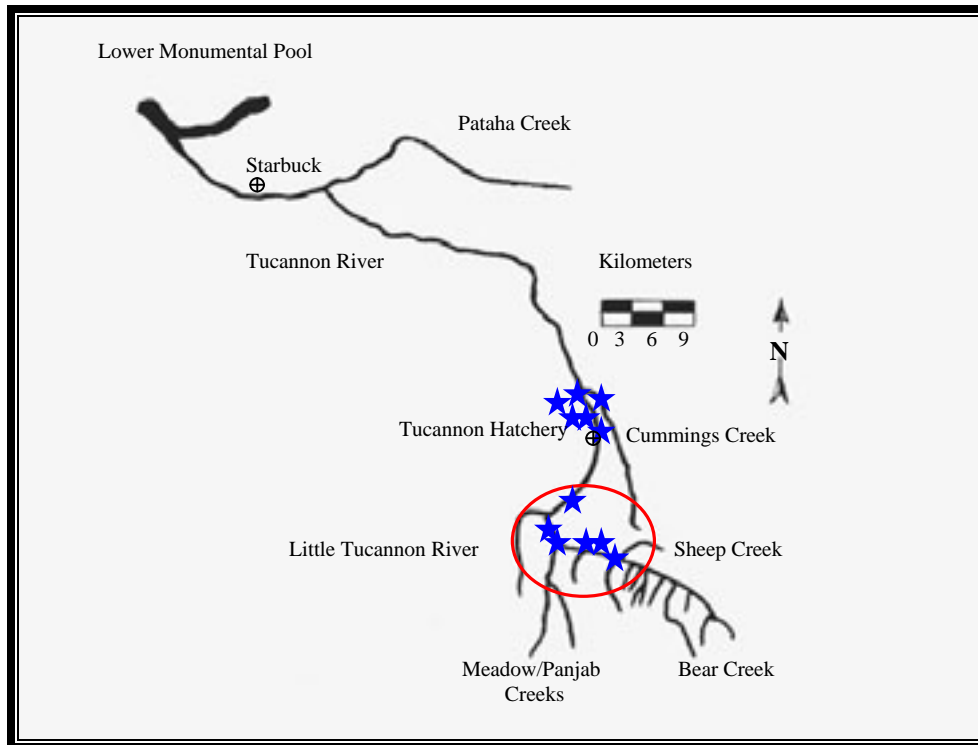 Lower Monumental Pool
Pataha Creek
Starbuck
Tucannon River
Kilometers
0 3 6 9
N
Tucannon Hatchery
Cummings Creek
Little Tucannon River
Sheep Creek
Meadow/Panjab
Creeks
Bear Creek